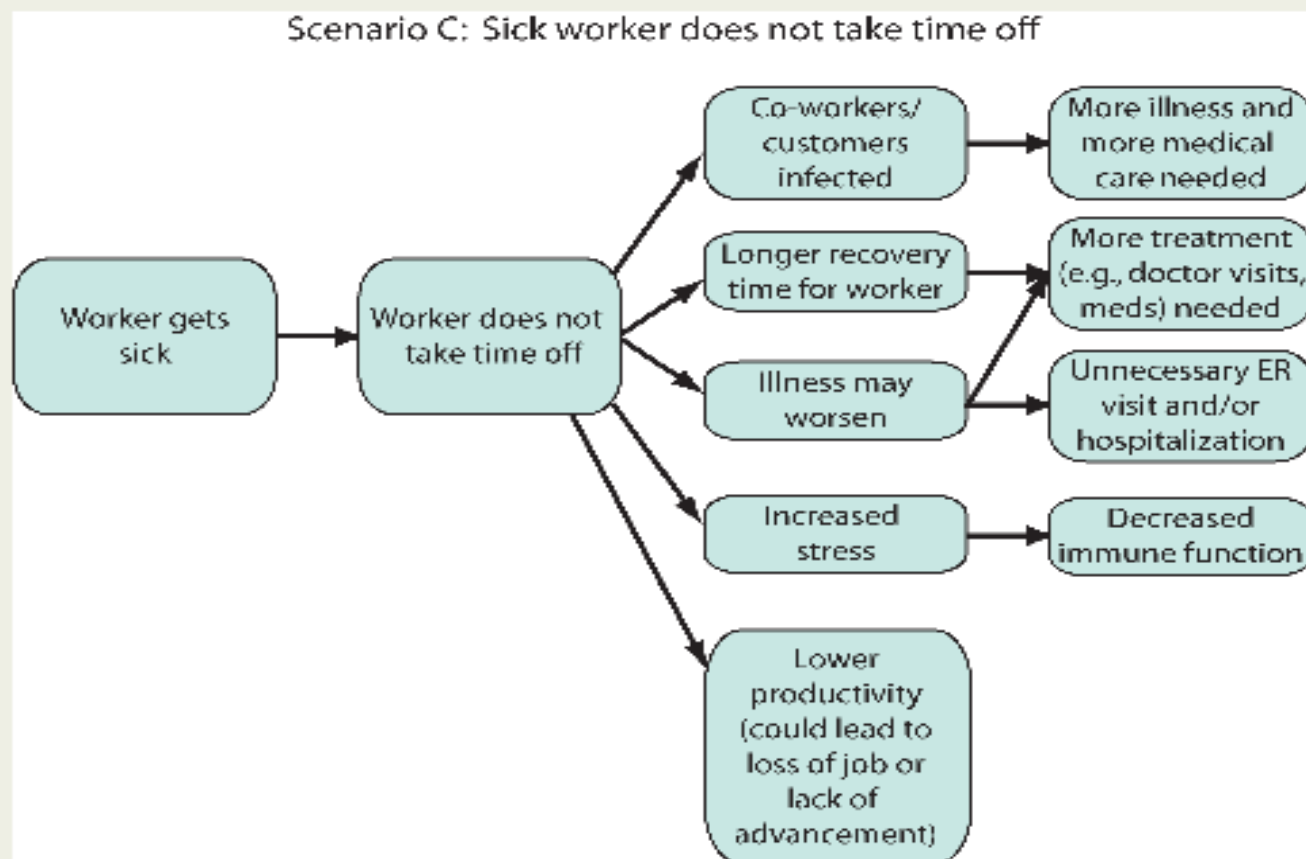 Scenario C: Sick worker does not take time off
Worker gets
sick
Worker does not
take time off
Co-workers/
customers
infected
More illness and
more medical
care needed
Longer recovery
time for worker
More treatment
(e.g., doctor visits,
meds) needed
Illness may
worsen
Unnecessary ER
visit and/or
hospitalization
Increased
stress
Decreased
immune function
Lower
productivity
(could lead to
loss of job or
lack of
advancement)